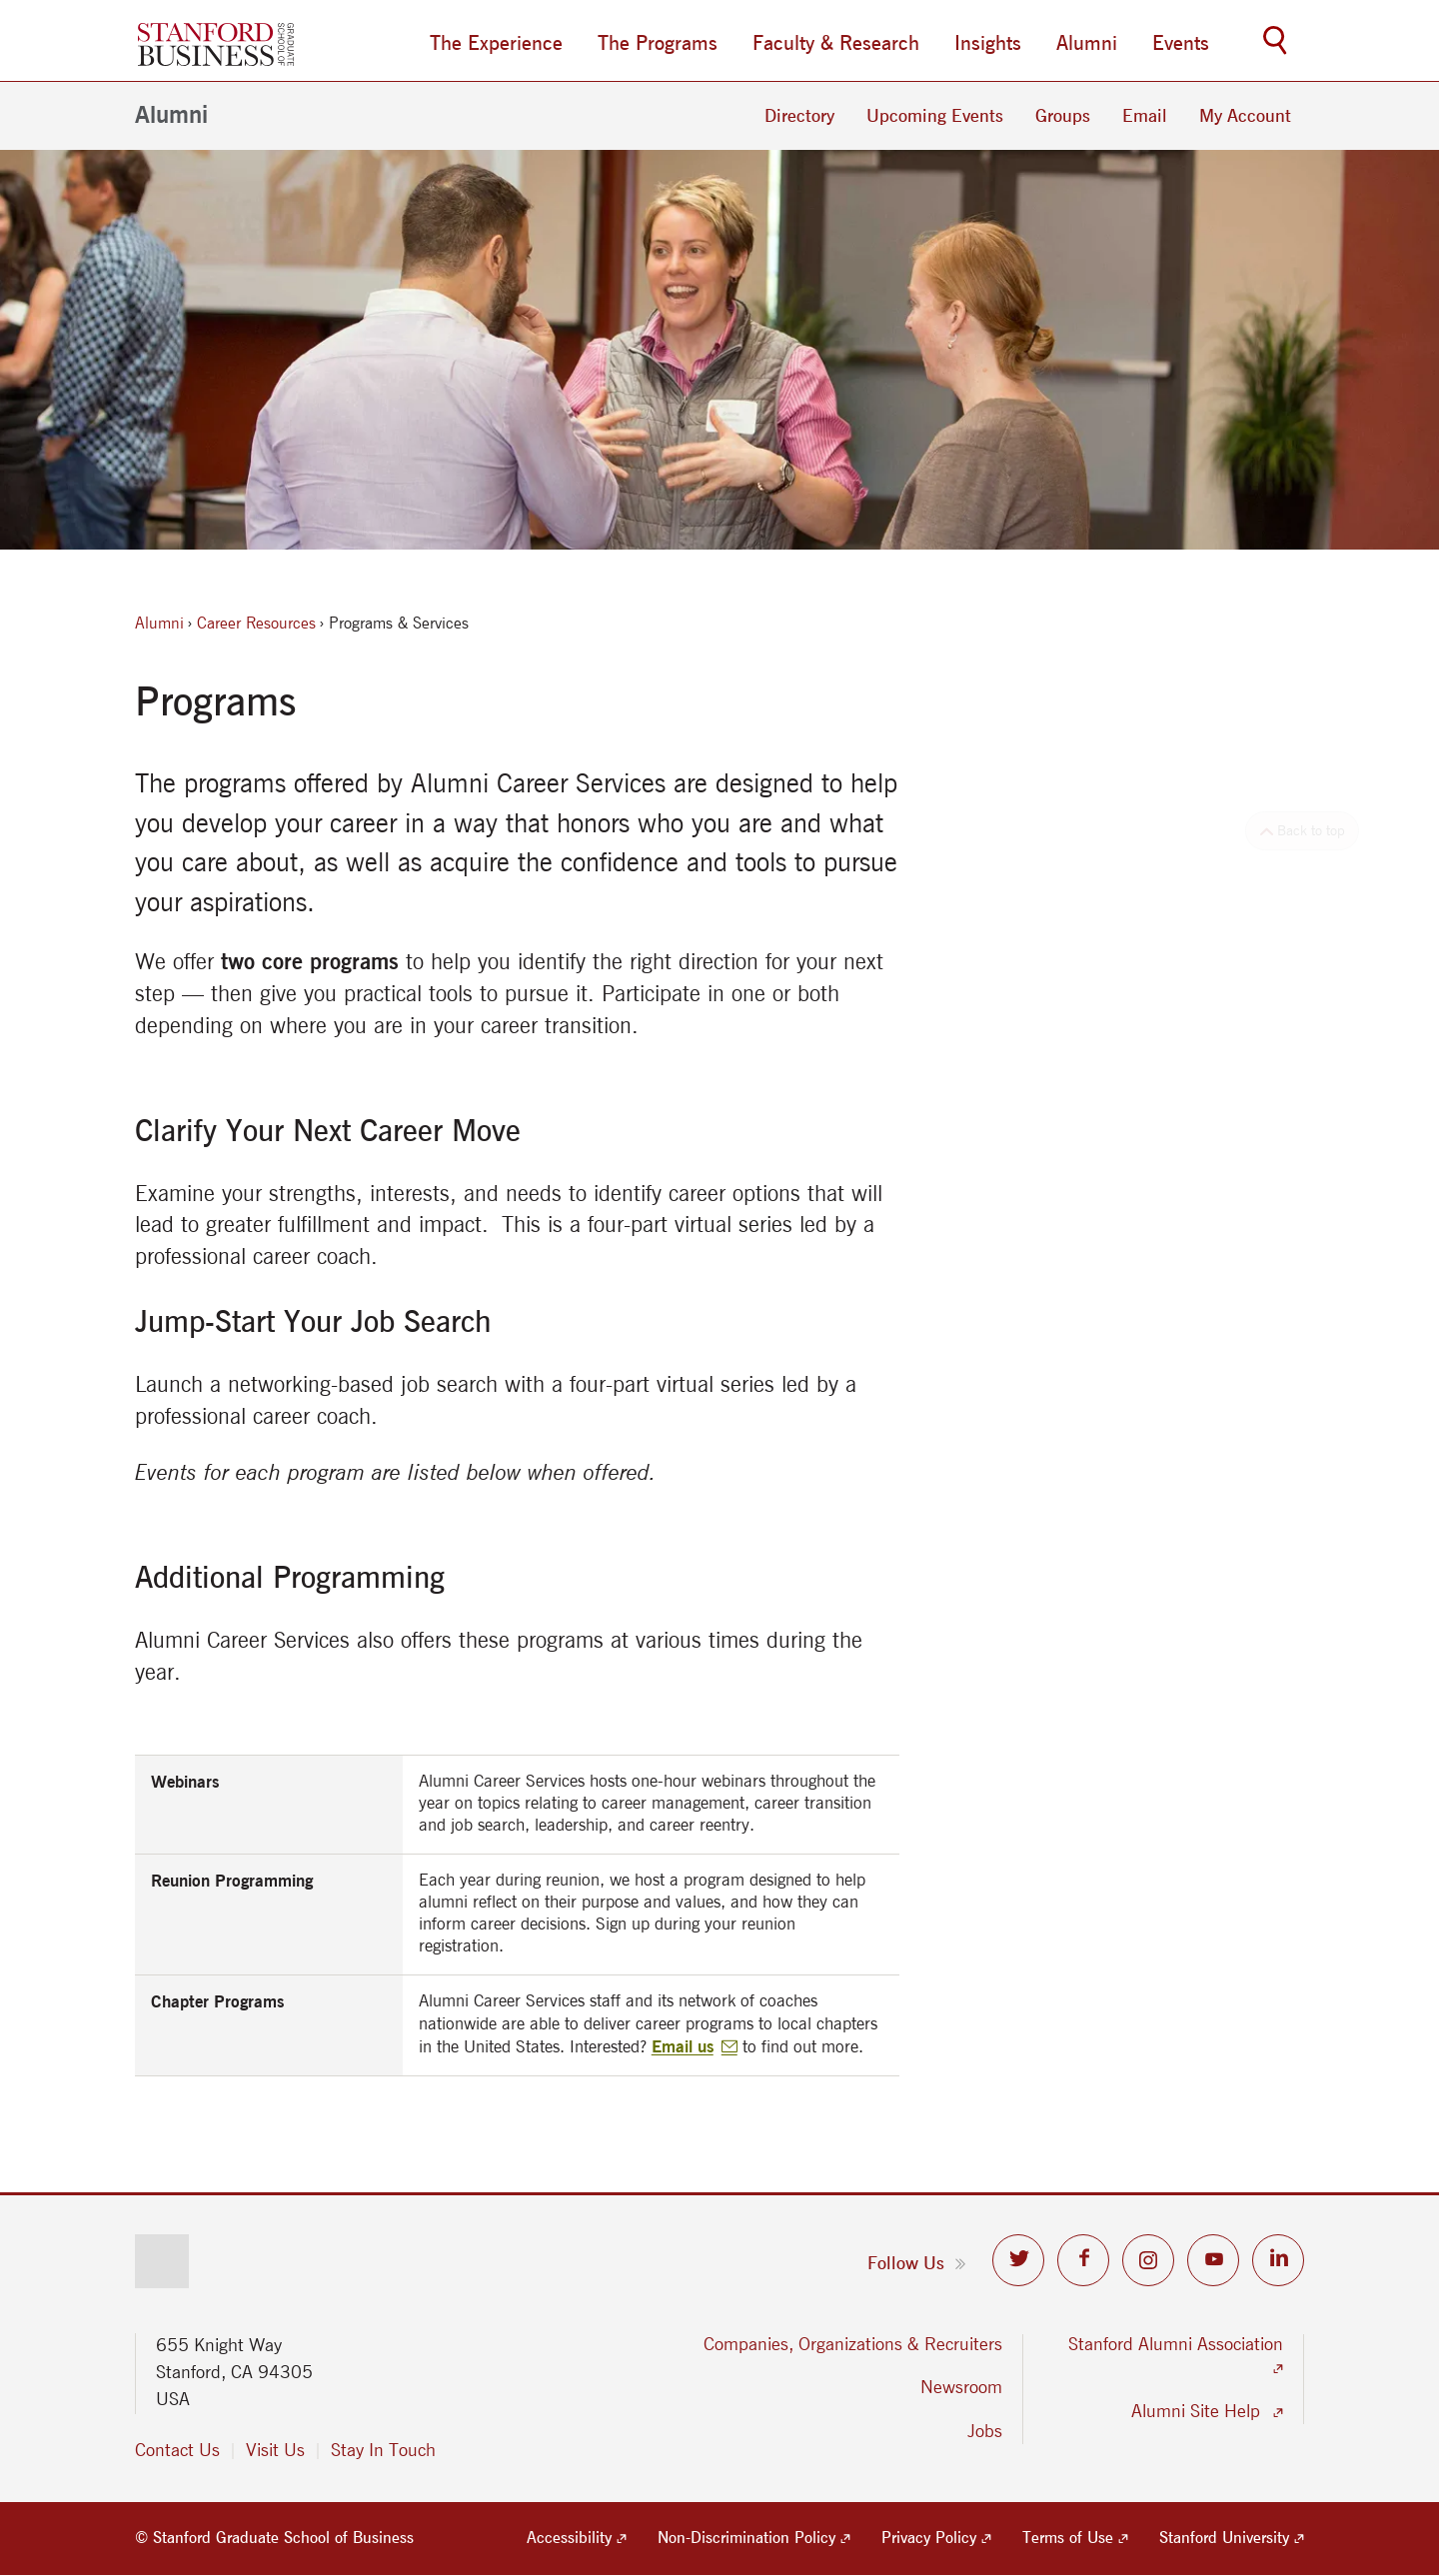 STANFORD
BUSINESS
GRADUATE
SCHOOL OF
The Experience
The Programs
Faculty & Research
Insights
Alumni
Events
Alumni
Directory
Upcoming Events
Groups
Email
My Account
Alumni › Career Resources › Programs & Services
Programs
The programs offered by Alumni Career Services are designed to help
you develop your career in a way that honors who you are and what
you care about, as well as acquire the confidence and tools to pursue
your aspirations.
Back to top
We offer two core programs to help you identify the right direction for your next
step — then give you practical tools to pursue it. Participate in one or both
depending on where you are in your career transition.
Clarify Your Next Career Move
Examine your strengths, interests, and needs to identify career options that will
lead to greater fulfillment and impact.  This is a four-part virtual series led by a
professional career coach.
Jump-Start Your Job Search
Launch a networking-based job search with a four-part virtual series led by a
professional career coach.
Events for each program are listed below when offered.
Additional Programming
Alumni Career Services also offers these programs at various times during the
year.
Webinars
Alumni Career Services hosts one-hour webinars throughout the
year on topics relating to career management, career transition
and job search, leadership, and career reentry.
Reunion Programming
Each year during reunion, we host a program designed to help
alumni reflect on their purpose and values, and how they can
inform career decisions. Sign up during your reunion
registration.
Chapter Programs
Alumni Career Services staff and its network of coaches
nationwide are able to deliver career programs to local chapters
in the United States. Interested? Email us to find out more.
Follow Us »
655 Knight Way
Stanford, CA 94305
USA
Contact Us | Visit Us | Stay In Touch
Companies, Organizations & Recruiters
Newsroom
Jobs
Stanford Alumni Association
Alumni Site Help
© Stanford Graduate School of Business
Accessibility
Non-Discrimination Policy
Privacy Policy
Terms of Use
Stanford University